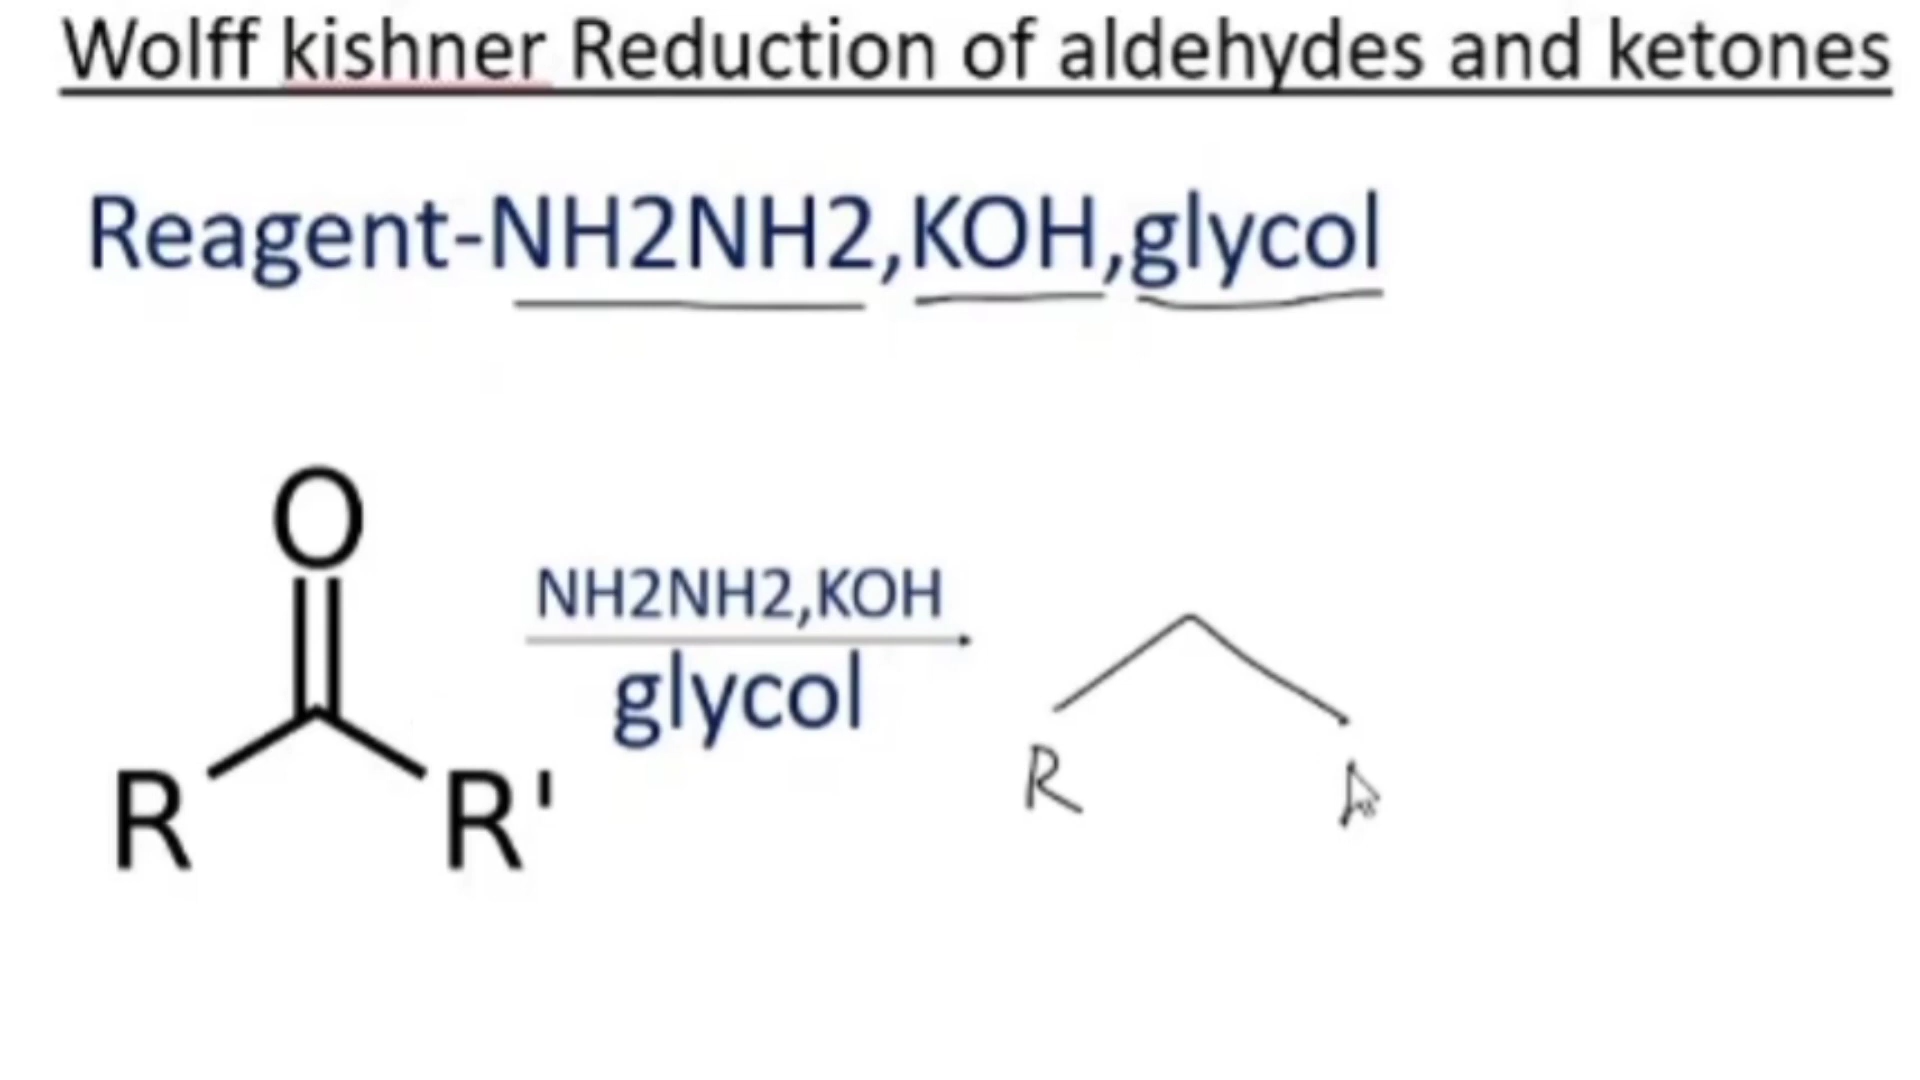 Wolff kishner Reduction of aldehydes and ketones
Reagent-NH2NH2,KOH,glycol
O
NH2NH2,KOH
glycol
R
R'
R